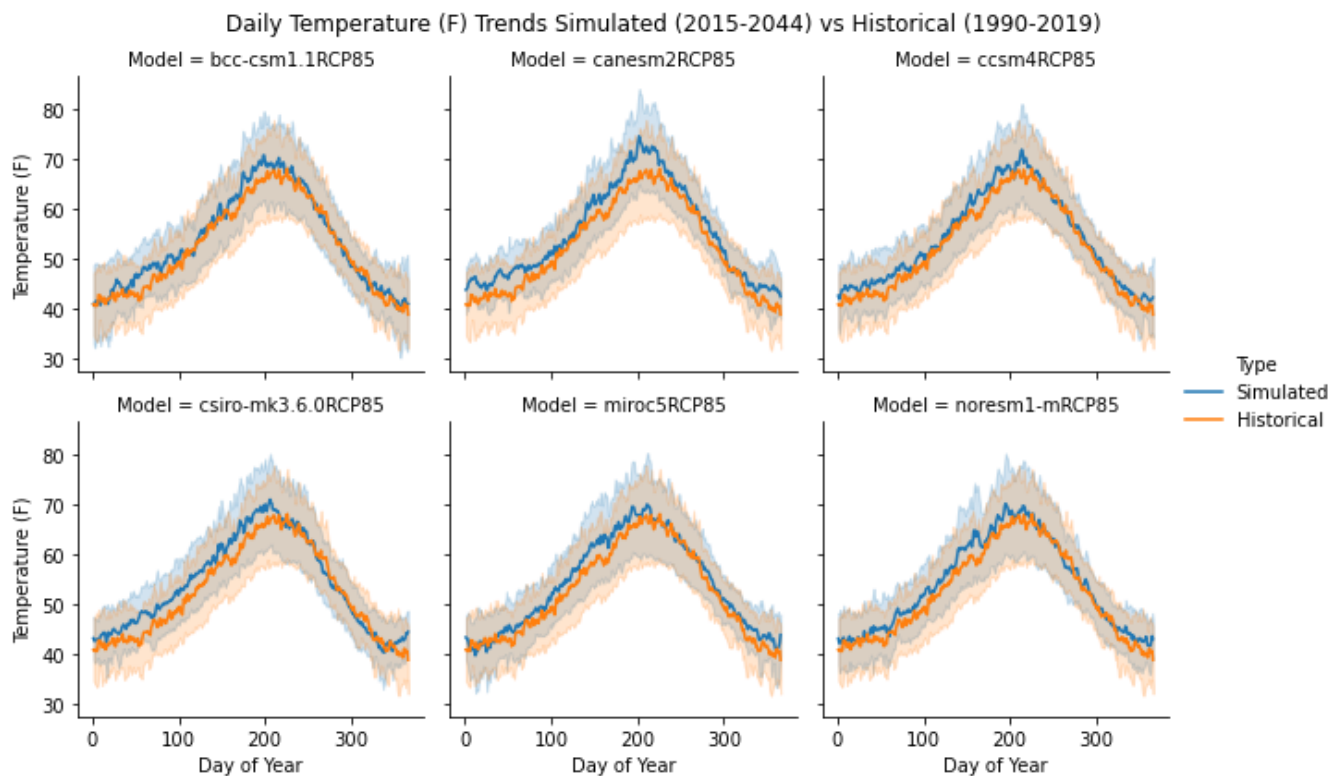 Daily Temperature (F) Trends Simulated (2015-2044) vs Historical (1990-2019)
Model = bcc-csm1.1RCP85
Model = canesm2RCP85
Model = ccsm4RCP85
Temperature (F)
80
70
60
50
40
30
Model = csiro-mk3.6.0RCP85
Model = miroc5RCP85
Model = noresm1-mRCP85
Temperature (F)
80
70
60
50
40
30
0 100 200 300
0 100 200 300
0 100 200 300
Day of Year
Day of Year
Day of Year
Type
Simulated
Historical